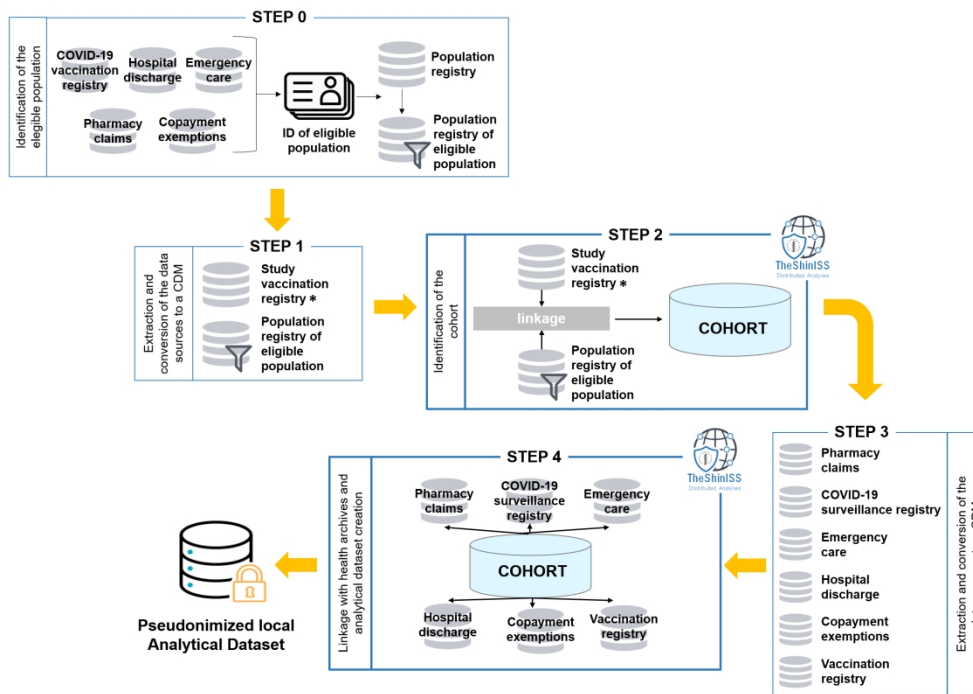 STEP 0
Identification of the
elegible population
COVID-19
vaccination
registry
Hospital
discharge
Emergency
care
Pharmacy
claims
Copayment
exemptions
ID of eligible
population
Population
registry
Population
registry of
eligible
population
STEP 1
Extraction and
conversion of the data
sources to a CDM
Study
vaccination
registry *
Population
registry of
eligible
population
STEP 2
Identification of the
cohort
Study
vaccination
registry *
linkage
Population
registry of
eligible
population
COHORT
TheShinISS
Distributed Analyses
STEP 3
Pharmacy
claims
COVID-19
surveillance registry
Emergency
care
Hospital
discharge
Copayment
exemptions
Vaccination
registry
Extraction and conversion of the
STEP 4
Linkage with health archives and
analytical dataset creation
Pharmacy
claims
COVID-19
surveillance
registry
Emergency
care
COHORT
Hospital
discharge
Copayment
exemptions
Vaccination
registry
TheShinISS
Distributed Analyses
Pseudonimized local
Analytical Dataset